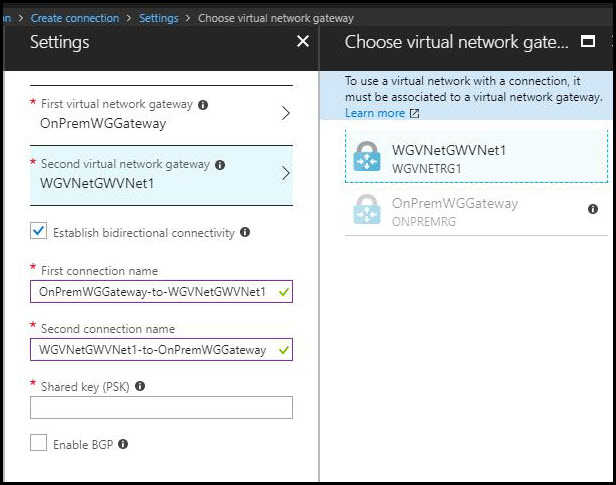 on > Create connection > Settings > Choose virtual network gateway
Settings
* First virtual network gateway
OnPremWGGateway
* Second virtual network gateway
WGVNetGWVNet1
Establish bidirectional connectivity
* First connection name
OnPremWGGateway-to-WGVNetGWVNet1
* Second connection name
WGVNetGWVNet1-to-OnPremWGGateway
* Shared key (PSK)
Enable BGP
Choose virtual network gate...
To use a virtual network with a connection, it
must be associated to a virtual network gateway.
Learn more
WGVNetGWVNet1
WGVNETRG1
OnPremWGGateway
ONPREMRG